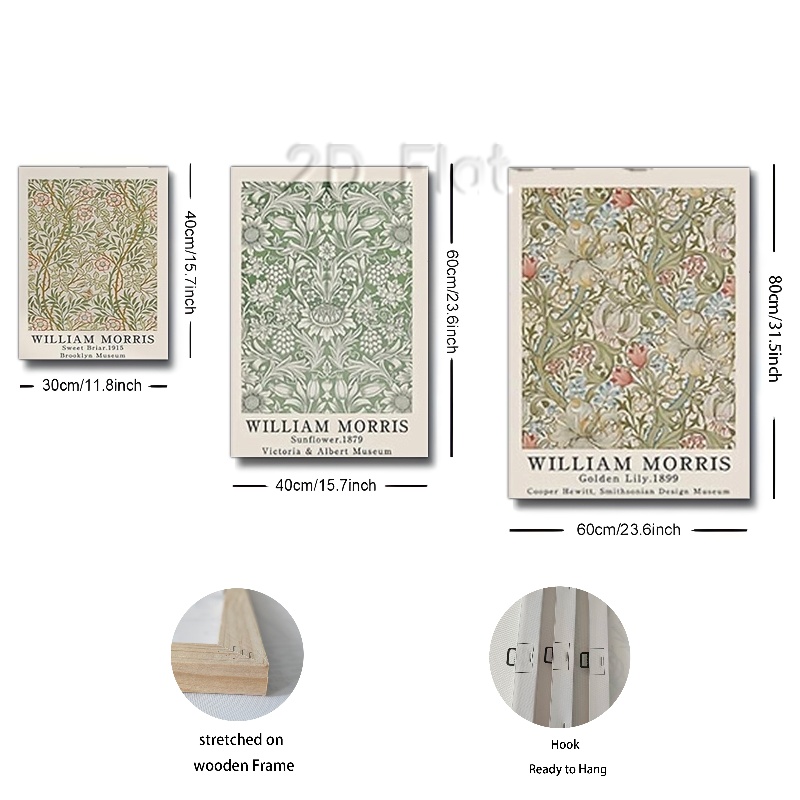 2D Flat
40cm/15.7inch
60cm/23.6inch
80cm/31.5inch
WILLIAM MORRIS
Sweet Briar.1915
Brooklyn Museum
30cm/11.8inch
WILLIAM MORRIS
Sunflower.1879
Victoria & Albert Museum
40cm/15.7inch
WILLIAM MORRIS
Golden Lily.1899
Cooper Hewitt, Smithsonian Design Museum
60cm/23.6inch
stretched on
wooden Frame
Hook
Ready to Hang